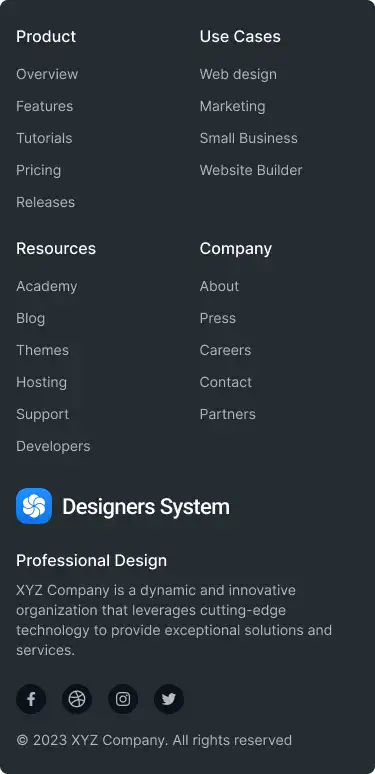 Product
Overview
Features
Tutorials
Pricing
Releases
Use Cases
Web design
Marketing
Small Business
Website Builder
Resources
Academy
Blog
Themes
Hosting
Support
Developers
Company
About
Press
Careers
Contact
Partners
Designers System
Professional Design
XYZ Company is a dynamic and innovative
organization that leverages cutting-edge
technology to provide exceptional solutions and
services.
© 2023 XYZ Company. All rights reserved